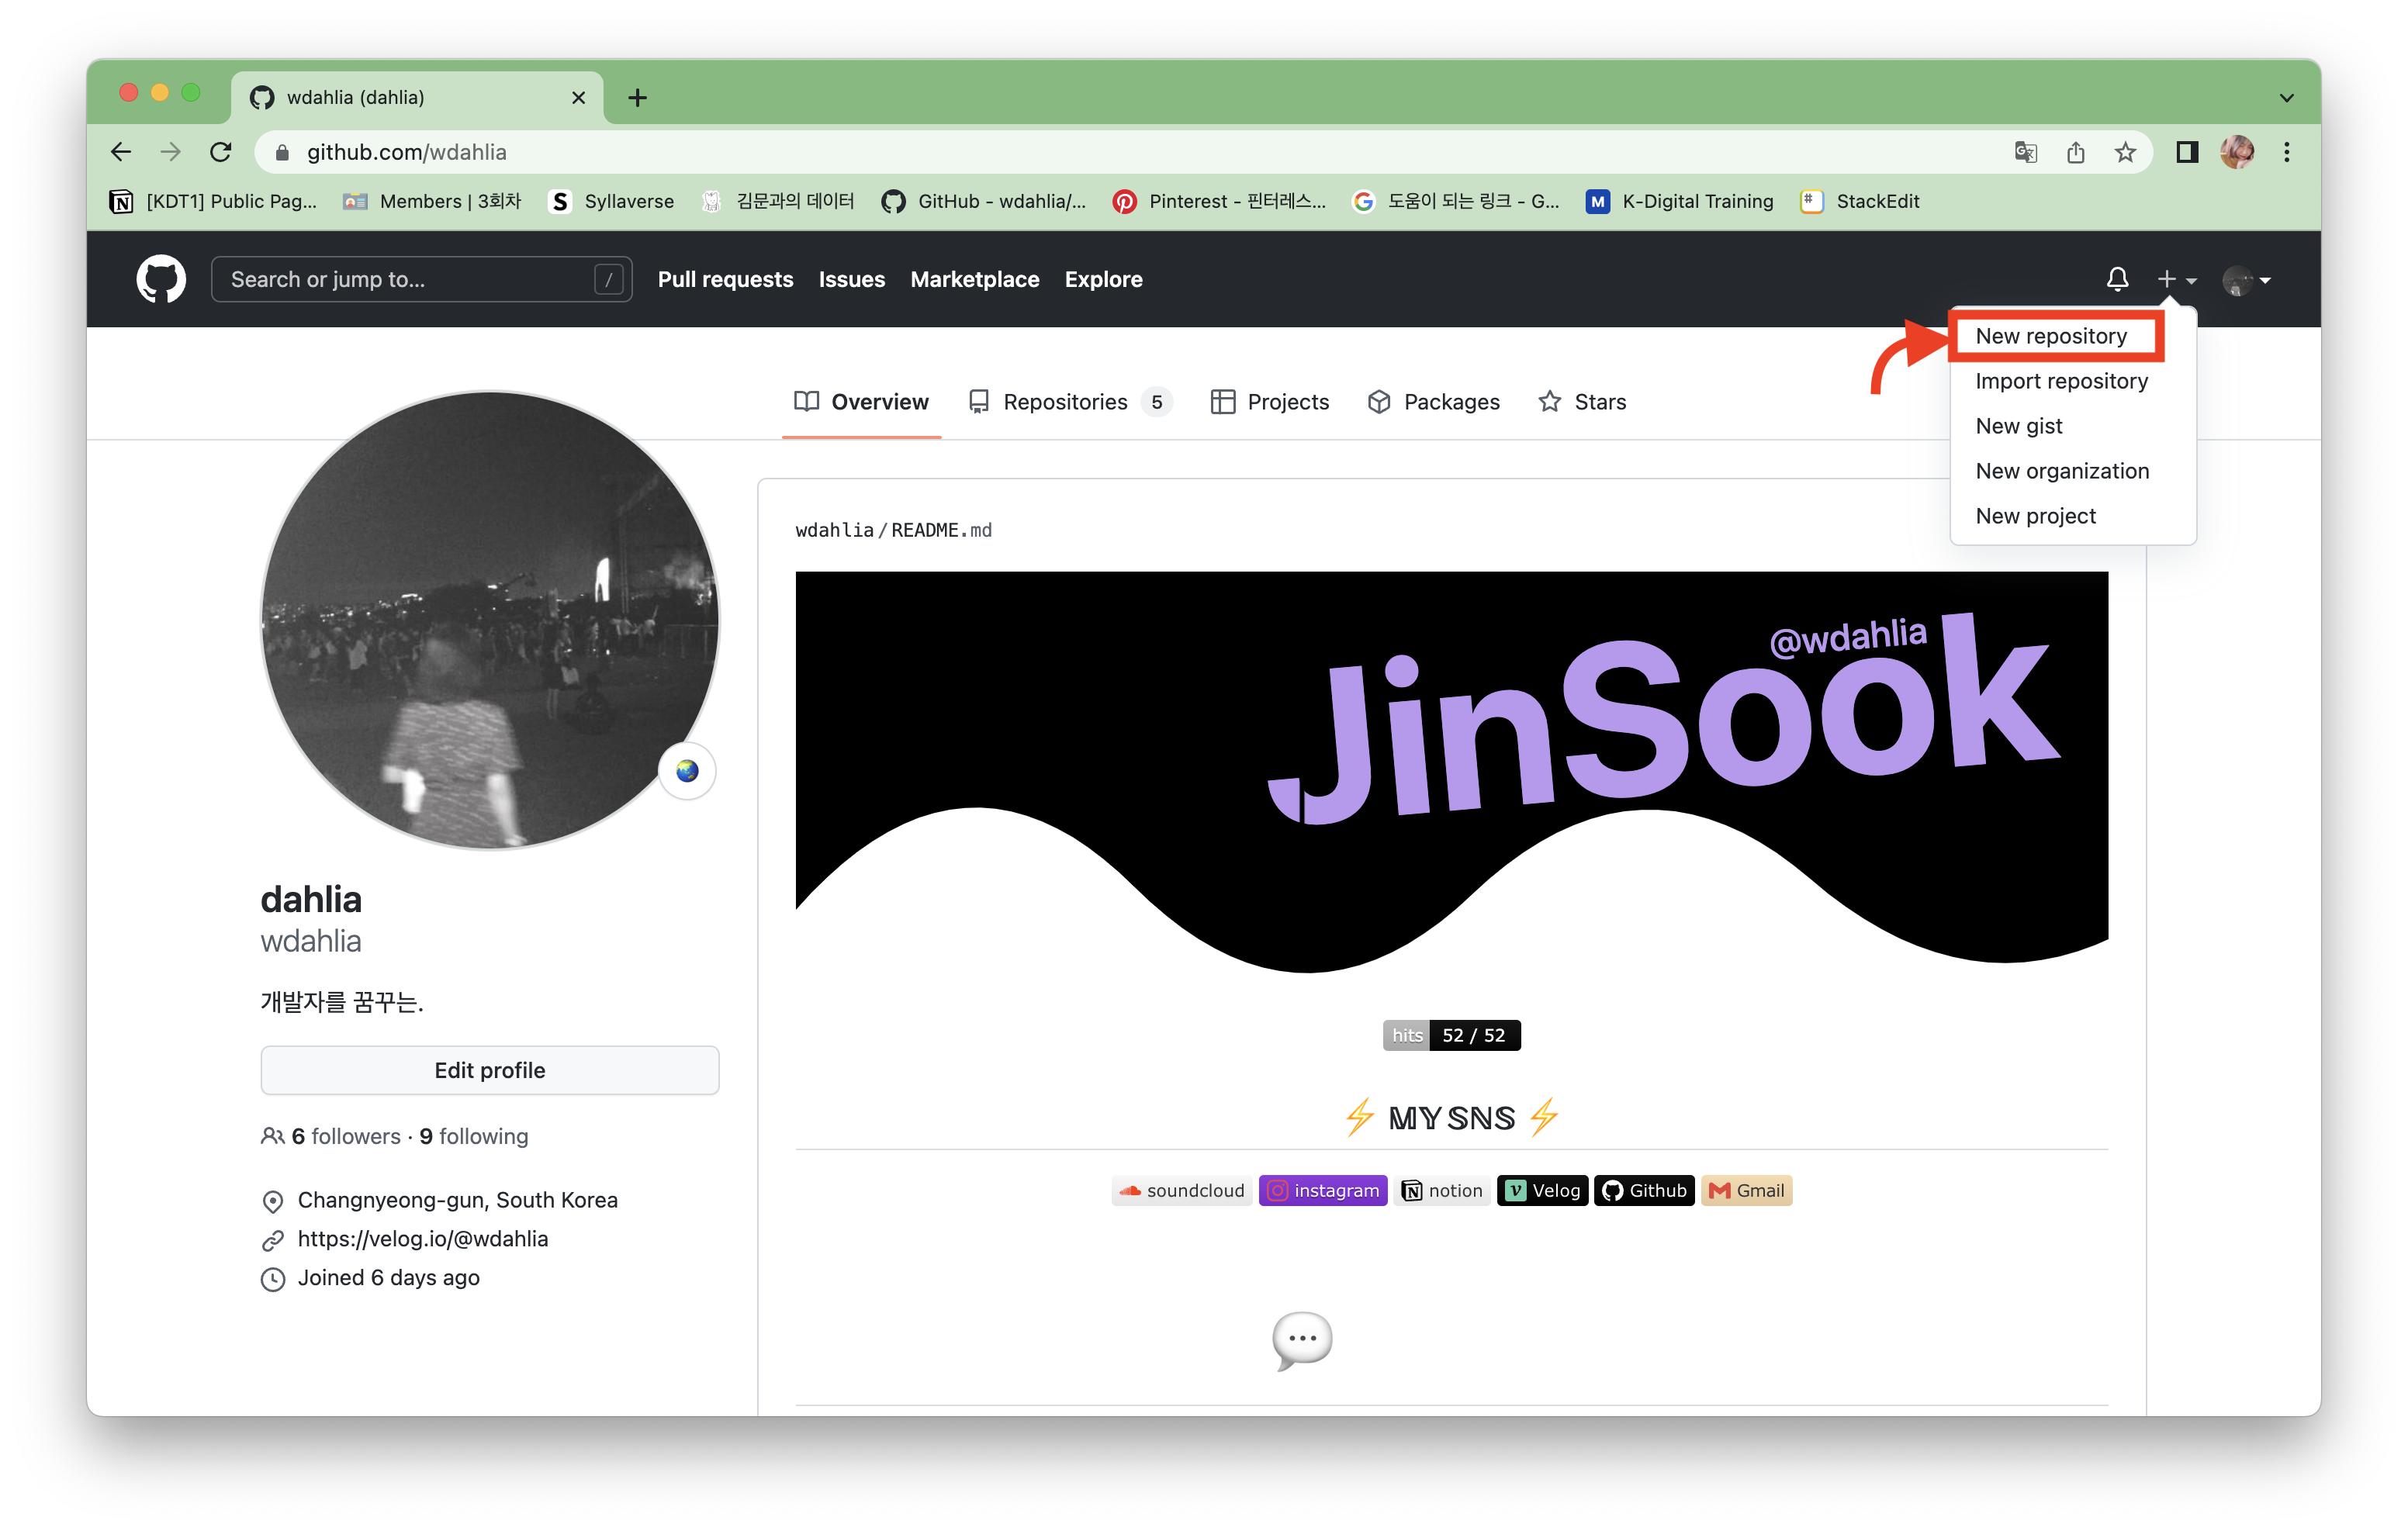 wdahlia (dahlia)
github.com/wdahlia
[KDT1] Public Pag... Members | 3회차 Syllaverse 김문과의 데이터 GitHub - wdahlia/... Pinterest - 핀터레스... 도움이 되는 링크 - G... K-Digital Training StackEdit
Search or jump to... / Pull requests Issues Marketplace Explore
New repository
Import repository
New gist
New organization
New project
Overview Repositories 5 Projects Packages Stars
wdahlia/README.md
@wdahlia
JinSook
dahlia
wdahlia
개발자를 꿈꾸는.
Edit profile
6 followers · 9 following
Changnyeong-gun, South Korea
https://velog.io/@wdahlia
Joined 6 days ago
hits 52 / 52
⚡ 𝕄𝕐 𝕊ℕ𝕊 ⚡
soundcloud instagram notion Velog Github Gmail